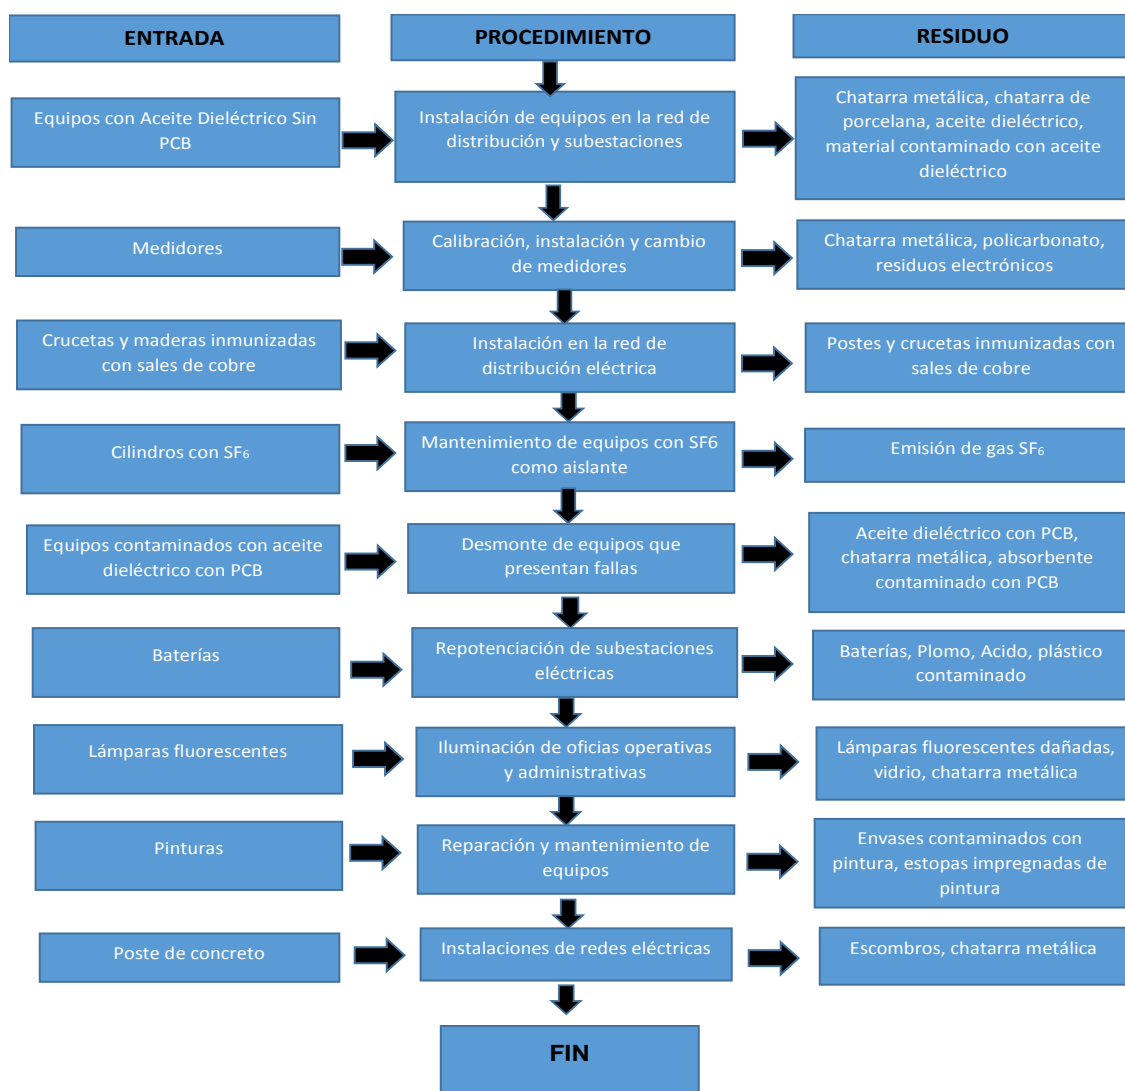 ENTRADA
PROCEDIMIENTO
RESIDUO
Equipos con Aceite Dieléctrico Sin
PCB
Instalación de equipos en la red de
distribución y subestaciones
Chatarra metálica, chatarra de
porcelana, aceite dieléctrico,
material contaminado con aceite
dieléctrico
Medidores
Calibración, instalación y cambio
de medidores
Chatarra metálica, policarbonato,
residuos electrónicos
Crucetas y maderas inmunizadas
con sales de cobre
Instalación en la red de
distribución eléctrica
Postes y crucetas inmunizadas con
sales de cobre
Cilindros con SF₆
Mantenimiento de equipos con SF6
como aislante
Emisión de gas SF₆
Equipos contaminados con aceite
dieléctrico con PCB
Desmonte de equipos que
presentan fallas
Aceite dieléctrico con PCB,
chatarra metálica, absorbente
contaminado con PCB
Baterías
Repotenciación de subestaciones
eléctricas
Baterías, Plomo, Acido, plástico
contaminado
Lámparas fluorescentes
Iluminación de oficias operativas
y administrativas
Lámparas fluorescentes dañadas,
vidrio, chatarra metálica
Pinturas
Reparación y mantenimiento de
equipos
Envases contaminados con
pintura, estopas impregnadas de
pintura
Poste de concreto
Instalaciones de redes eléctricas
Escombros, chatarra metálica
FIN